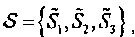 𝓢 = {S̃₁, S̃₂, S̃₃},